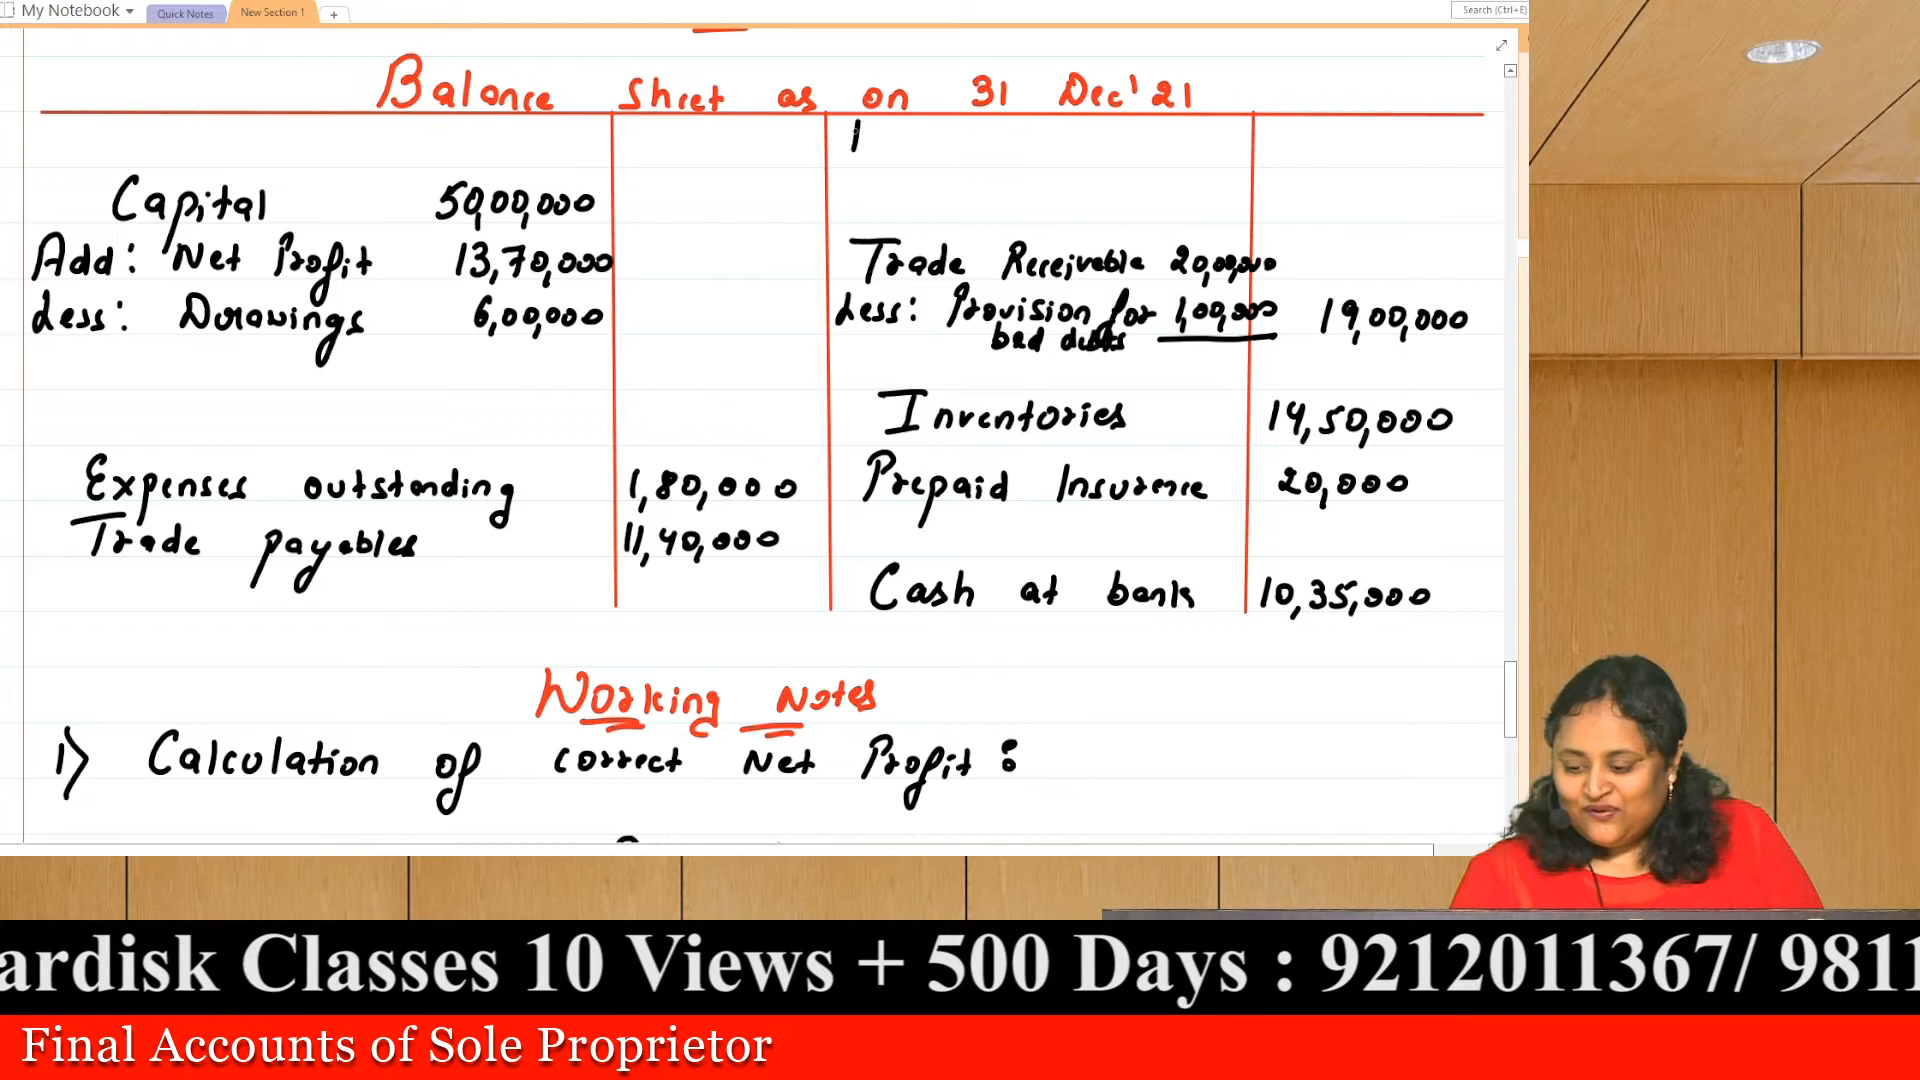 My Notebook
Quick Notes
New Section 1
+
Search (Ctrl+E)
Balance Sheet as on 31 Dec'21
Capital 50,00,000
Add: Net Profit 13,70,000
Less: Drawings 6,00,000
Expenses outstanding 1,80,000
Trade payables 11,40,000
Trade Receivable 20,00,000
Less: Provision for 1,00,000 19,00,000
bad debts
Inventories 14,50,000
Prepaid Insurence 20,000
Cash at bank 10,35,000
Working Notes
1) Calculation of correct Net Profit :
ardisk Classes 10 Views + 500 Days : 9212011367/ 9811
Final Accounts of Sole Proprietor